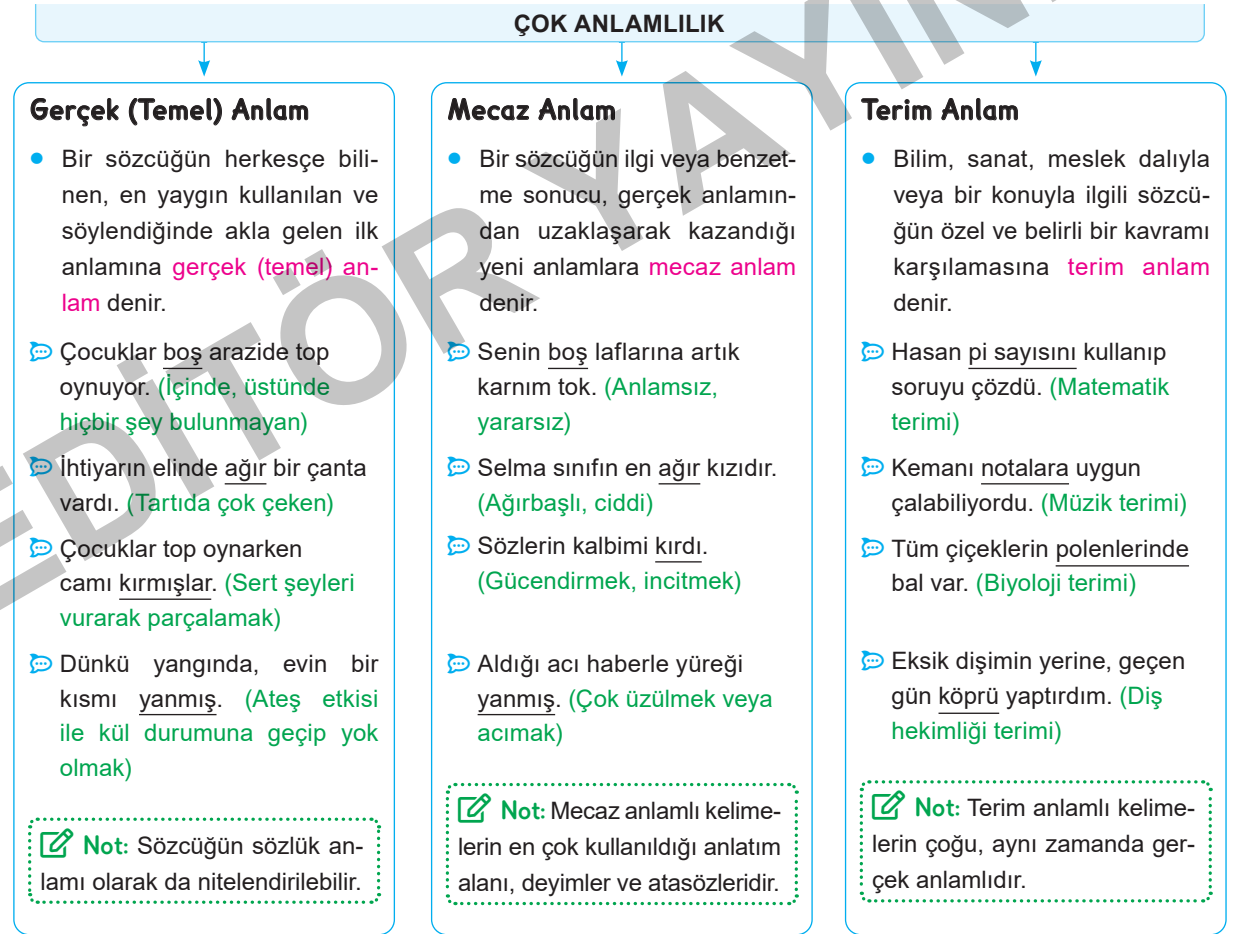 ÇOK ANLAMLILIK
Gerçek (Temel) Anlam
• Bir sözcüğün herkesçe bili-
nen, en yaygın kullanılan ve
söylendiğinde akla gelen ilk
anlamına gerçek (temel) an-
lam denir.
Çocuklar boş arazide top
oynuyor. (İçinde, üstünde
hiçbir şey bulunmayan)
İhtiyarın elinde ağır bir çanta
vardı. (Tartıda çok çeken)
Çocuklar top oynarken
camı kırmışlar. (Sert şeyleri
vurarak parçalamak)
Dünkü yangında, evin bir
kısmı yanmış. (Ateş etkisi
ile kül durumuna geçip yok
olmak)
Not: Sözcüğün sözlük an-
lamı olarak da nitelendirilebilir.
Mecaz Anlam
• Bir sözcüğün ilgi veya benzet-
me sonucu, gerçek anlamın-
dan uzaklaşarak kazandığı
yeni anlamlara mecaz anlam
denir.
Senin boş laflarına artık
karnım tok. (Anlamsız,
yararsız)
Selma sınıfın en ağır kızıdır.
(Ağırbaşlı, ciddi)
Sözlerin kalbimi kırdı.
(Gücendirmek, incitmek)
Aldığı acı haberle yüreği
yanmış. (Çok üzülmek veya
acımak)
Not: Mecaz anlamlı kelime-
lerin en çok kullanıldığı anlatım
alanı, deyimler ve atasözleridir.
Terim Anlam
• Bilim, sanat, meslek dalıyla
veya bir konuyla ilgili sözcü-
ğün özel ve belirli bir kavramı
karşılamasına terim anlam
denir.
Hasan pi sayısını kullanıp
soruyu çözdü. (Matematik
terimi)
Kemanı notalara uygun
çalabiliyordu. (Müzik terimi)
Tüm çiçeklerin polenlerinde
bal var. (Biyoloji terimi)
Eksik dişimin yerine, geçen
gün köprü yaptırdım. (Diş
hekimliği terimi)
Not: Terim anlamlı kelime-
lerin çoğu, aynı zamanda ger-
çek anlamlıdır.
EDİTÖR YAYIN